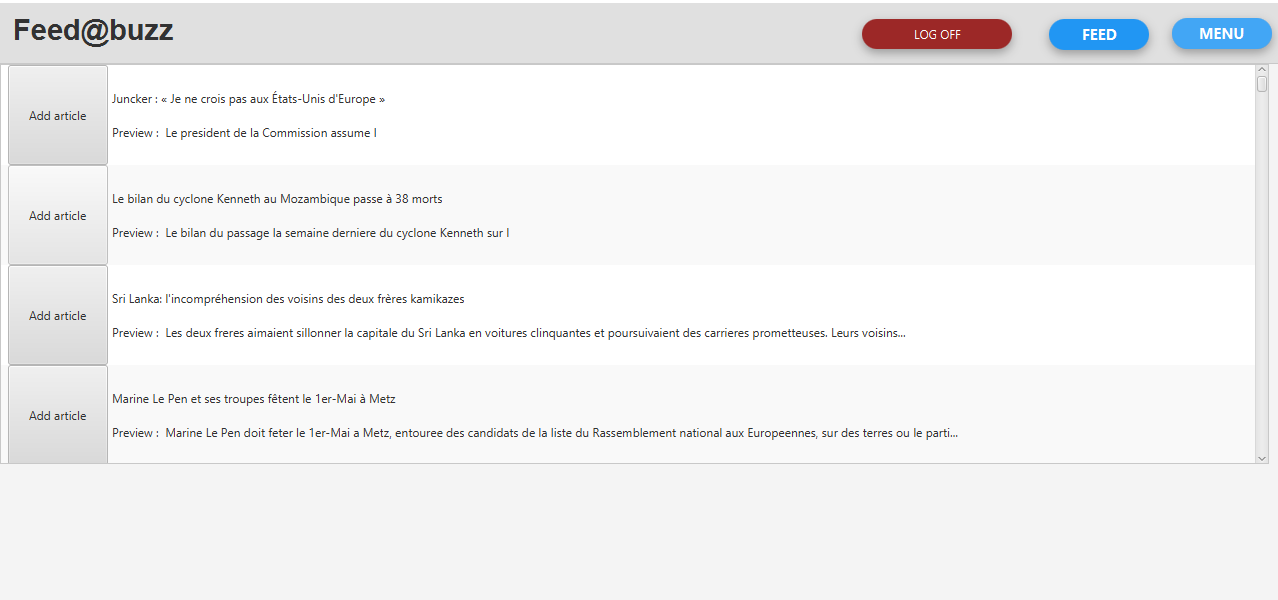 Feed@buzz
LOG OFF
FEED
MENU
Add article
Juncker : « Je ne crois pas aux États-Unis d'Europe »
Preview : Le president de la Commission assume l
Add article
Le bilan du cyclone Kenneth au Mozambique passe à 38 morts
Preview : Le bilan du passage la semaine derniere du cyclone Kenneth sur l
Add article
Sri Lanka: l'incompréhension des voisins des deux frères kamikazes
Preview : Les deux freres aimaient sillonner la capitale du Sri Lanka en voitures clinquantes et poursuivaient des carrieres prometteuses. Leurs voisins...
Add article
Marine Le Pen et ses troupes fêtent le 1er-Mai à Metz
Preview : Marine Le Pen doit feter le 1er-Mai a Metz, entouree des candidats de la liste du Rassemblement national aux Europeennes, sur des terres ou le parti...